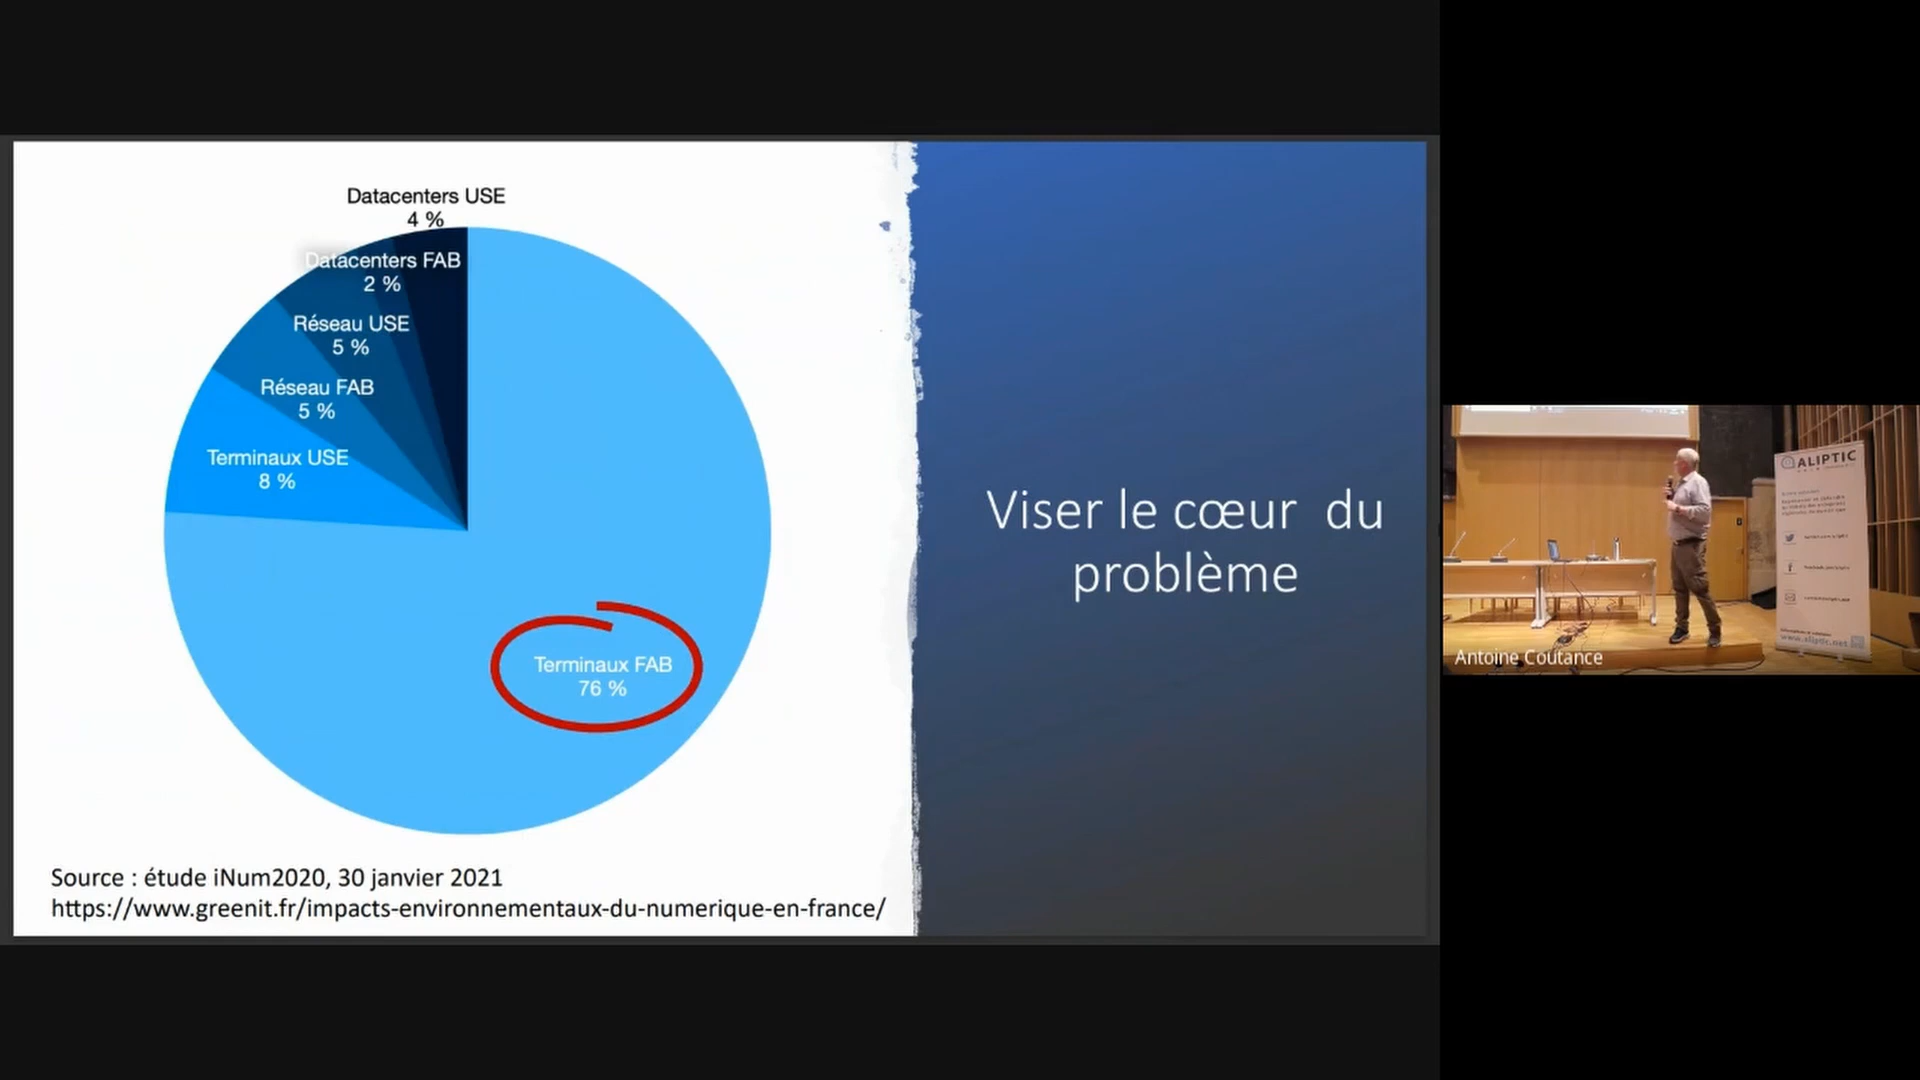 Datacenters USE
4 %
Datacenters FAB
2 %
Réseau USE
5 %
Réseau FAB
5 %
Terminaux USE
8 %
Terminaux FAB
76 %
Source : étude iNum2020, 30 janvier 2021
https://www.greenit.fr/impacts-environnementaux-du-numerique-en-france/
Viser le cœur du
problème
ALIPTIC
www.aliptic.net
Antoine Coutance